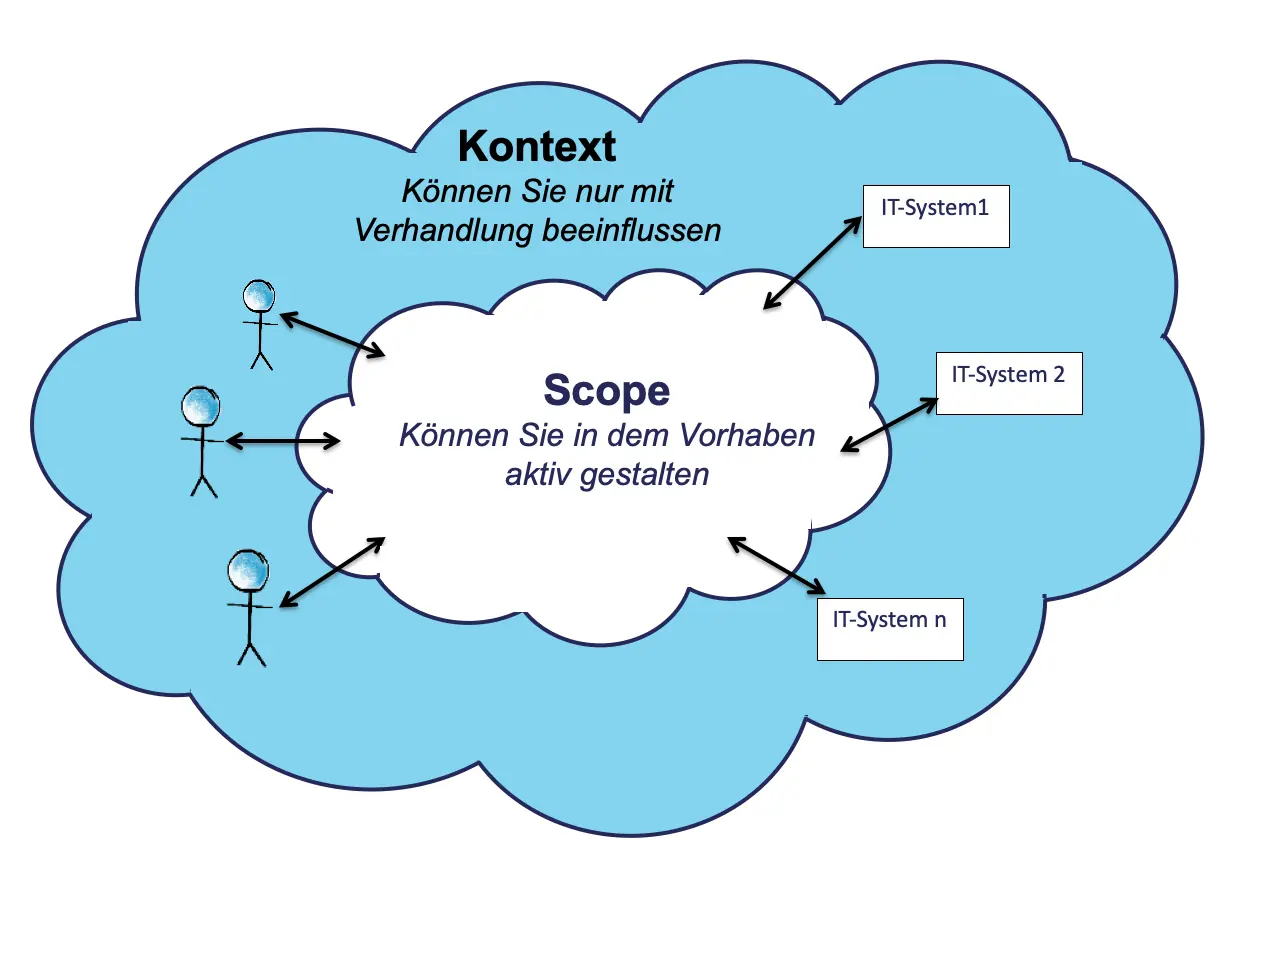 Kontext
Können Sie nur mit
Verhandlung beeinflussen
IT-System1
IT-System 2
Scope
Können Sie in dem Vorhaben
aktiv gestalten
IT-System n